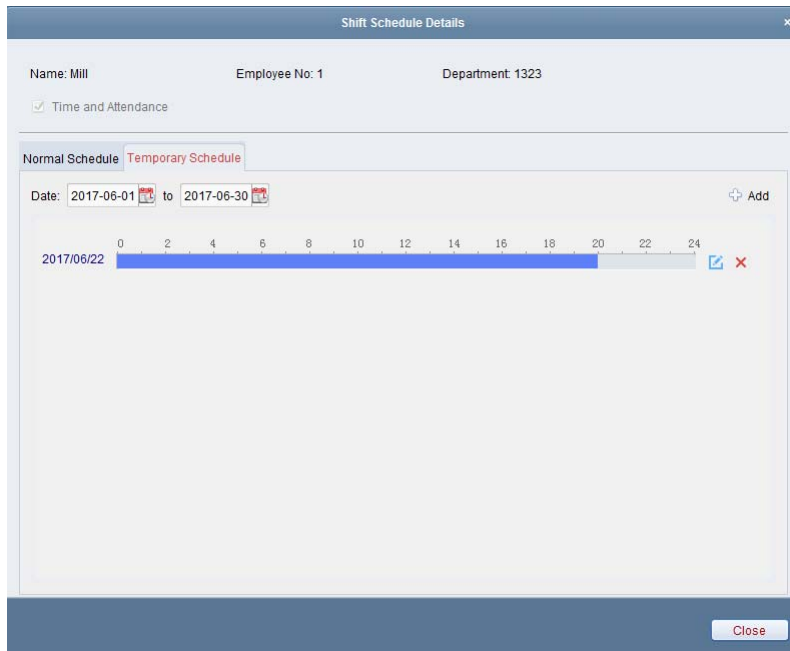 Shift Schedule Details ×
Name: Mill Employee No: 1 Department: 1323
Time and Attendance
Normal Schedule Temporary Schedule
Date: 2017-06-01 to 2017-06-30 Add
0 2 4 6 8 10 12 14 16 18 20 22 24
2017/06/22
Close